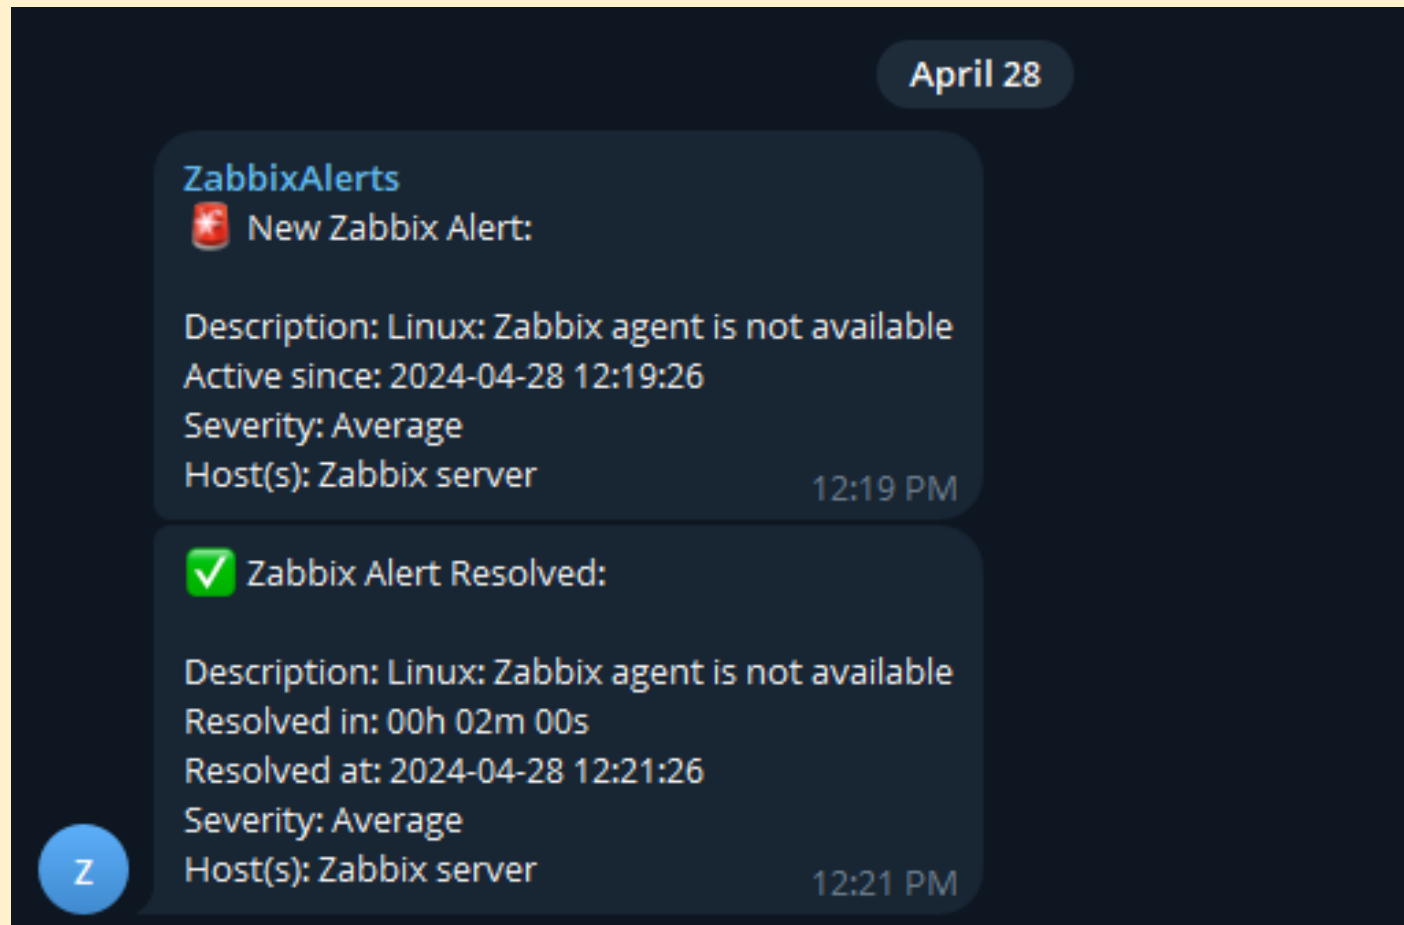 April 28
ZabbixAlerts
🚨 New Zabbix Alert:
Description: Linux: Zabbix agent is not available
Active since: 2024-04-28 12:19:26
Severity: Average
Host(s): Zabbix server
12:19 PM
✅ Zabbix Alert Resolved:
Description: Linux: Zabbix agent is not available
Resolved in: 00h 02m 00s
Resolved at: 2024-04-28 12:21:26
Severity: Average
Host(s): Zabbix server
12:21 PM
Z